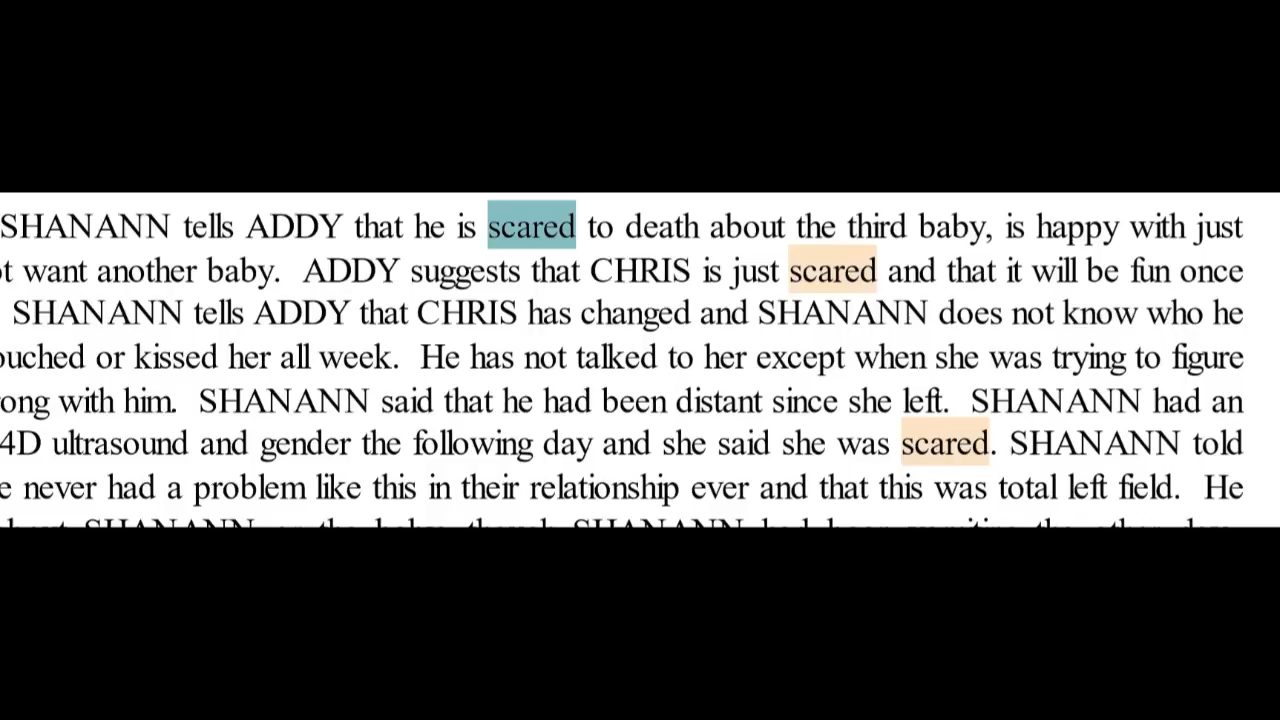 SHANANN tells ADDY that he is scared to death about the third baby, is happy with just
want another baby. ADDY suggests that CHRIS is just scared and that it will be fun once
SHANANN tells ADDY that CHRIS has changed and SHANANN does not know who he
or kissed her all week. He has not talked to her except when she was trying to figure
with him. SHANANN said that he had been distant since she left. SHANANN had an
4D ultrasound and gender the following day and she said she was scared. SHANANN told
never had a problem like this in their relationship ever and that this was total left field. He